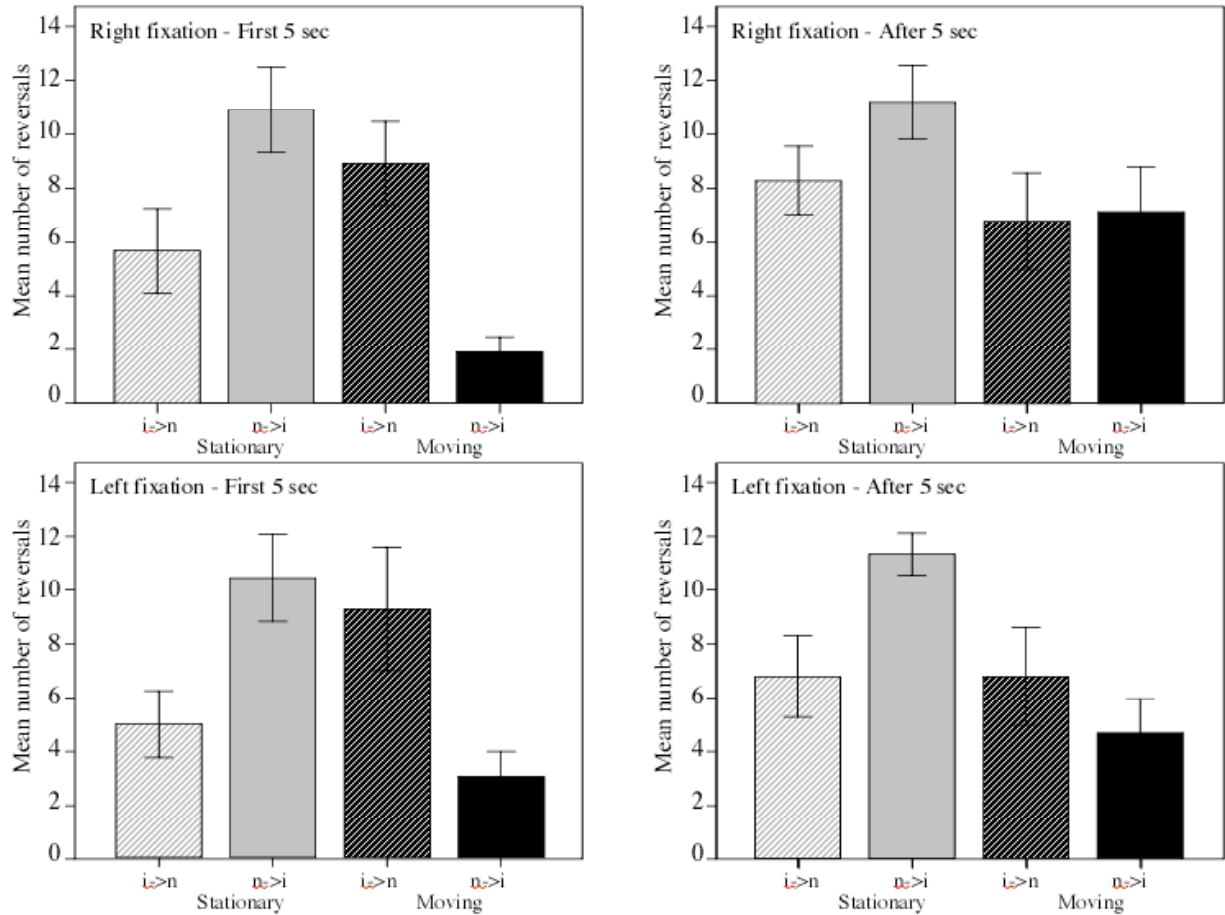 Right fixation - First 5 sec
Mean number of reversals
14
12
10
8
6
4
2
0
i->n n->i i->n n->i
Stationary Moving
Right fixation - After 5 sec
Mean number of reversals
14
12
10
8
6
4
2
0
i->n n->i i->n n->i
Stationary Moving
Left fixation - First 5 sec
Mean number of reversals
14
12
10
8
6
4
2
0
i->n n->i i->n n->i
Stationary Moving
Left fixation - After 5 sec
Mean number of reversals
14
12
10
8
6
4
2
0
i->n n->i i->n n->i
Stationary Moving